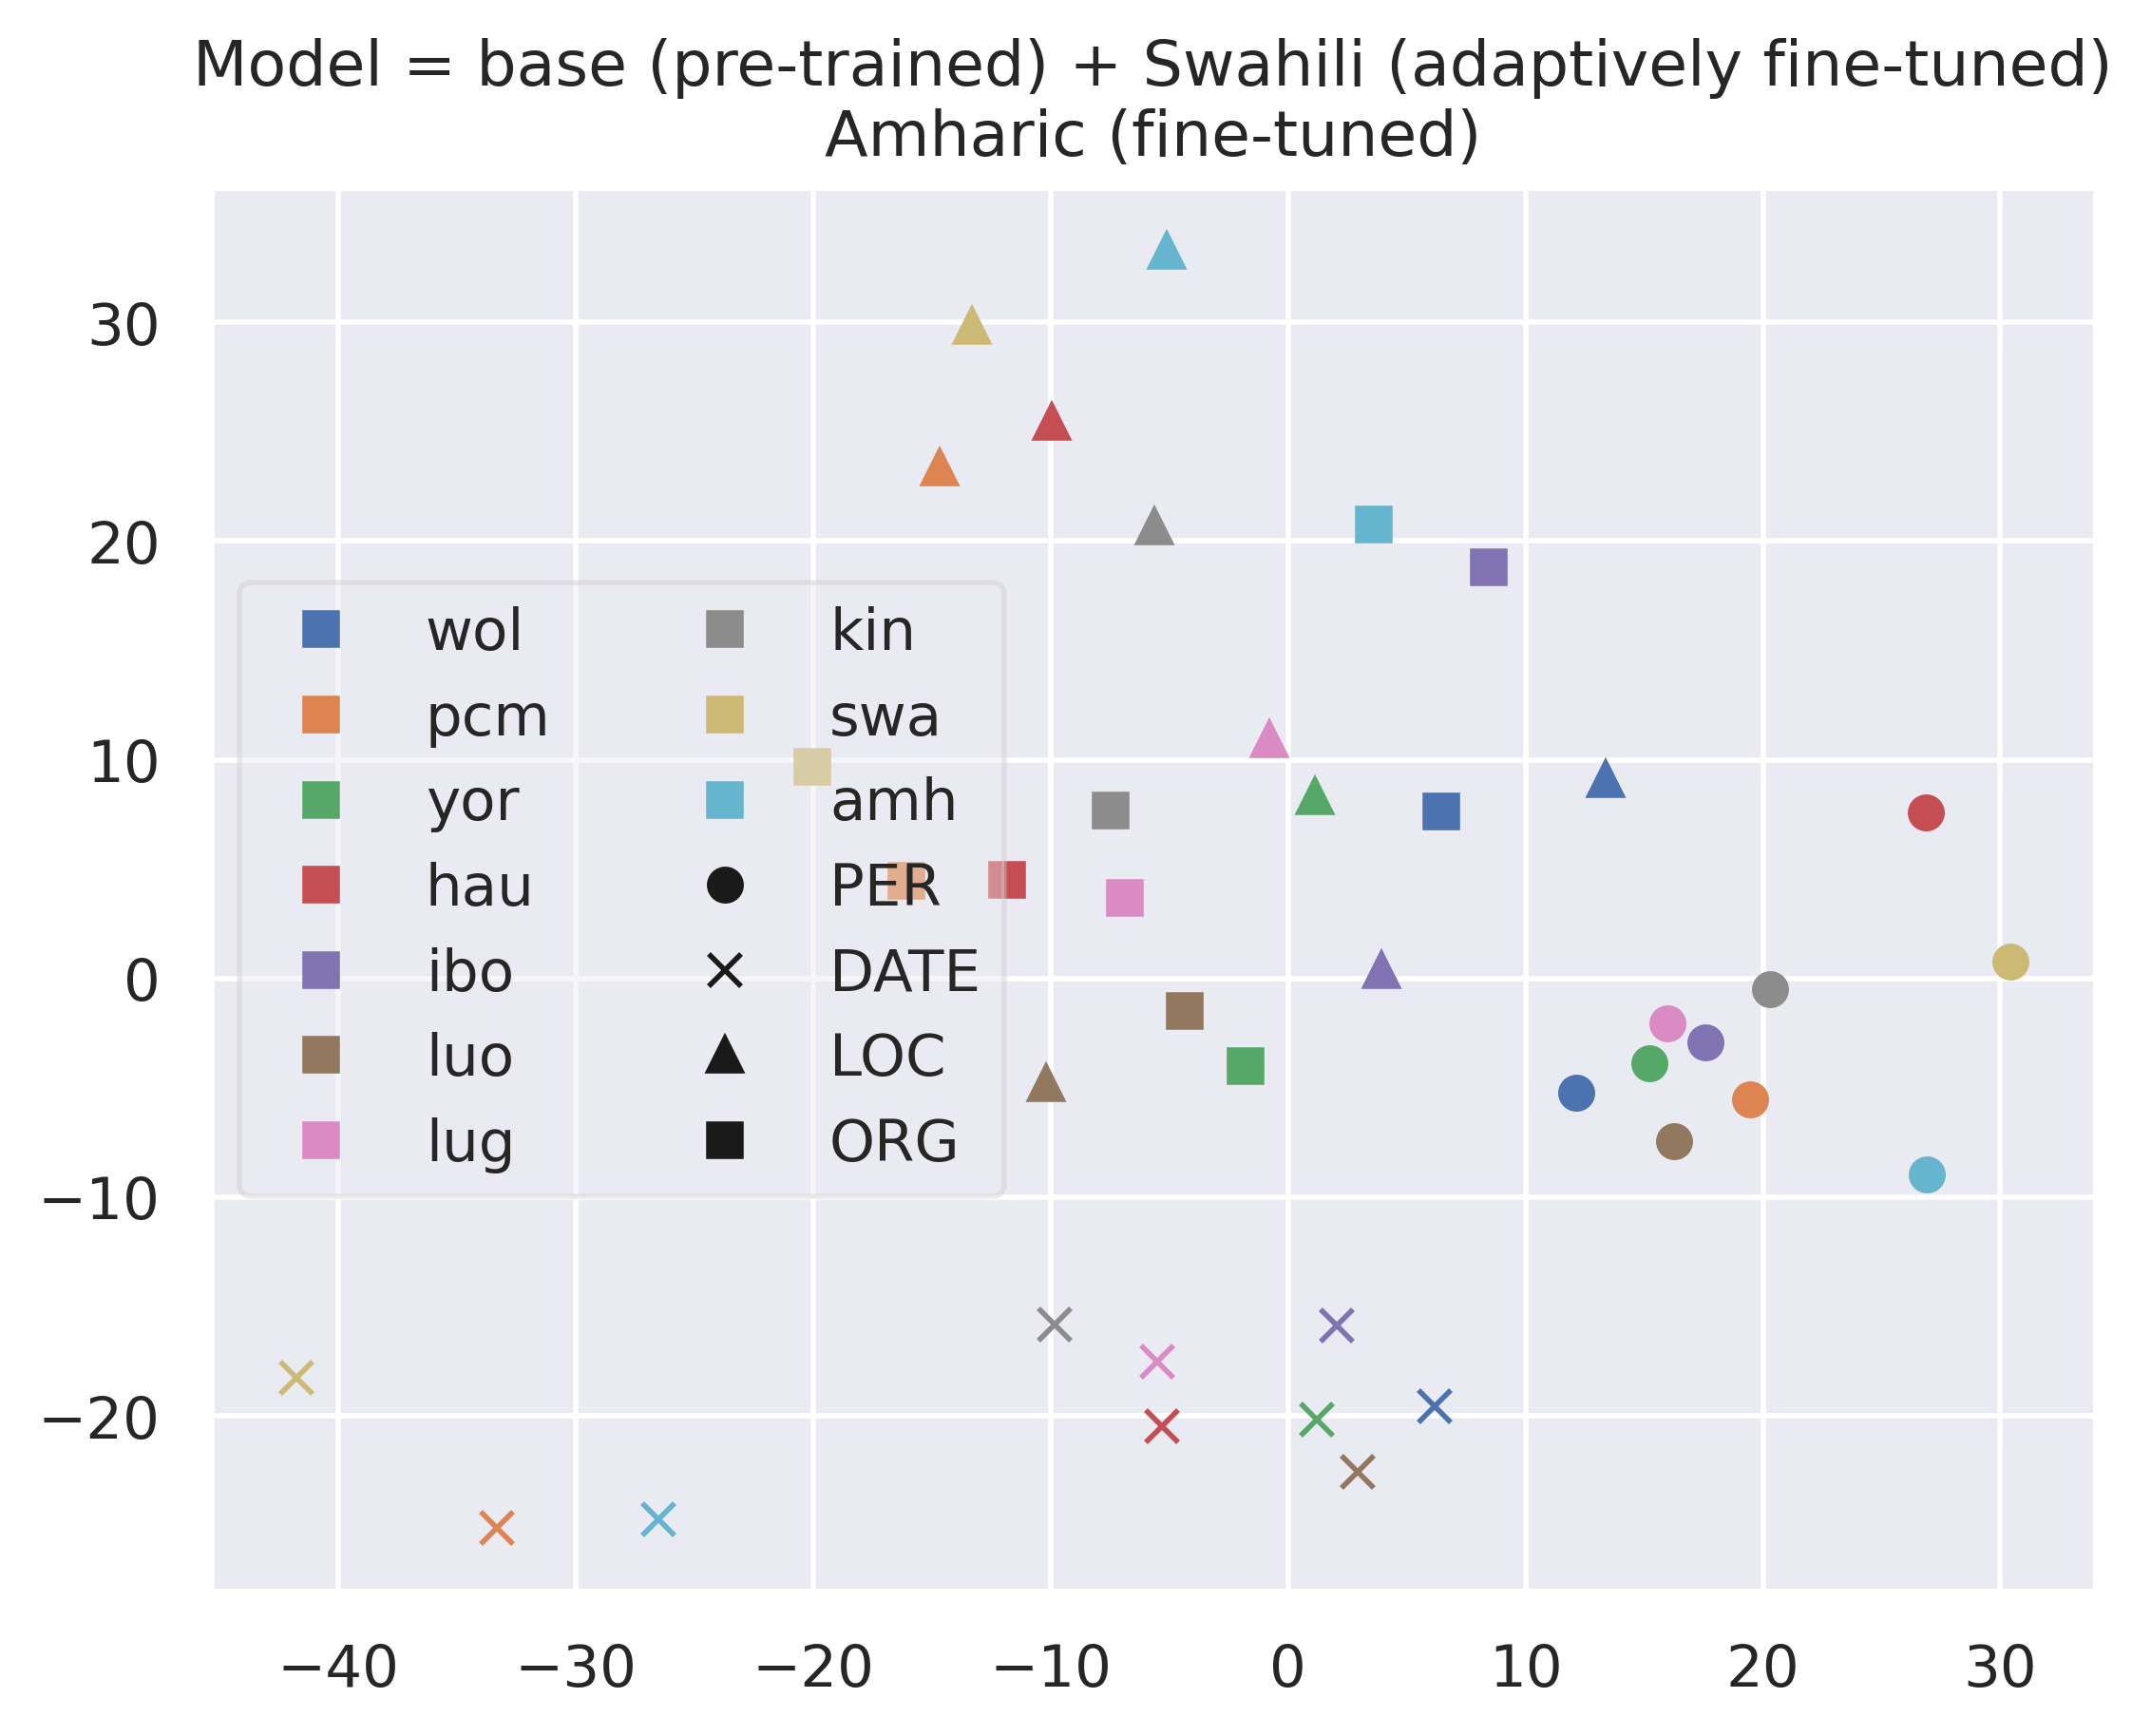 Model = base (pre-trained) + Swahili (adaptively fine-tuned)
Amharic (fine-tuned)
30
20
10
0
−10
−20
wol
pcm
yor
hau
ibo
luo
lug
kin
swa
amh
PER
DATE
LOC
ORG
−40 −30 −20 −10 0 10 20 30